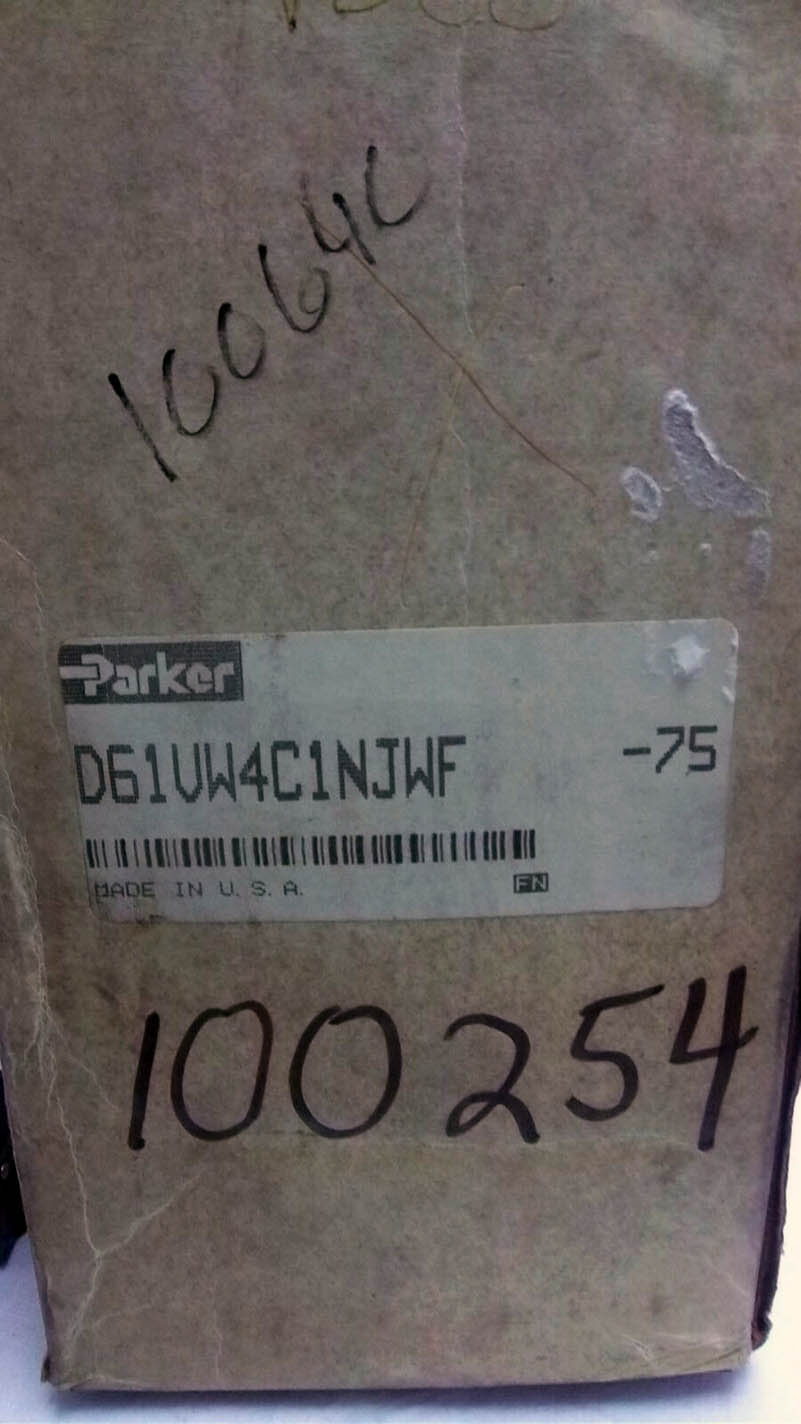 10064C
Parker
D61VW4C1NJWF -75
MADE IN U.S.A.
FN
100254